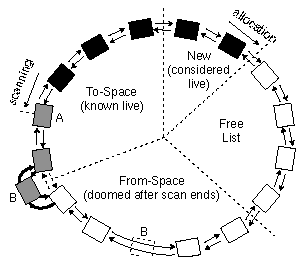 allocation
New
(considered
live)
scanning
To-Space
(known live)
A
Free
List
From-Space
(doomed after scan ends)
B
B